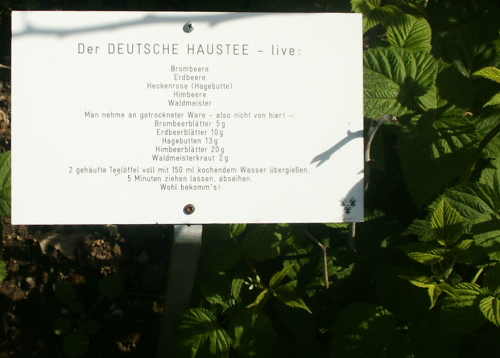 Der DEUTSCHE HAUSTEE – live:
Brombeere
Erdbeere
Heckenrose (Hagebutte)
Himbeere
Waldmeister
Man nehme an getrockneter Ware - also nicht von hier! -:
Brombeerblätter 5g
Erdbeerblätter 10g
Hagebutten 13g
Himbeerblätter 20g
Waldmeisterkraut 2g
2 gehäufte Teelöffel voll mit 150 ml kochendem Wasser übergießen.
5 Minuten ziehen lassen, abseihen.
Wohl bekomm's!